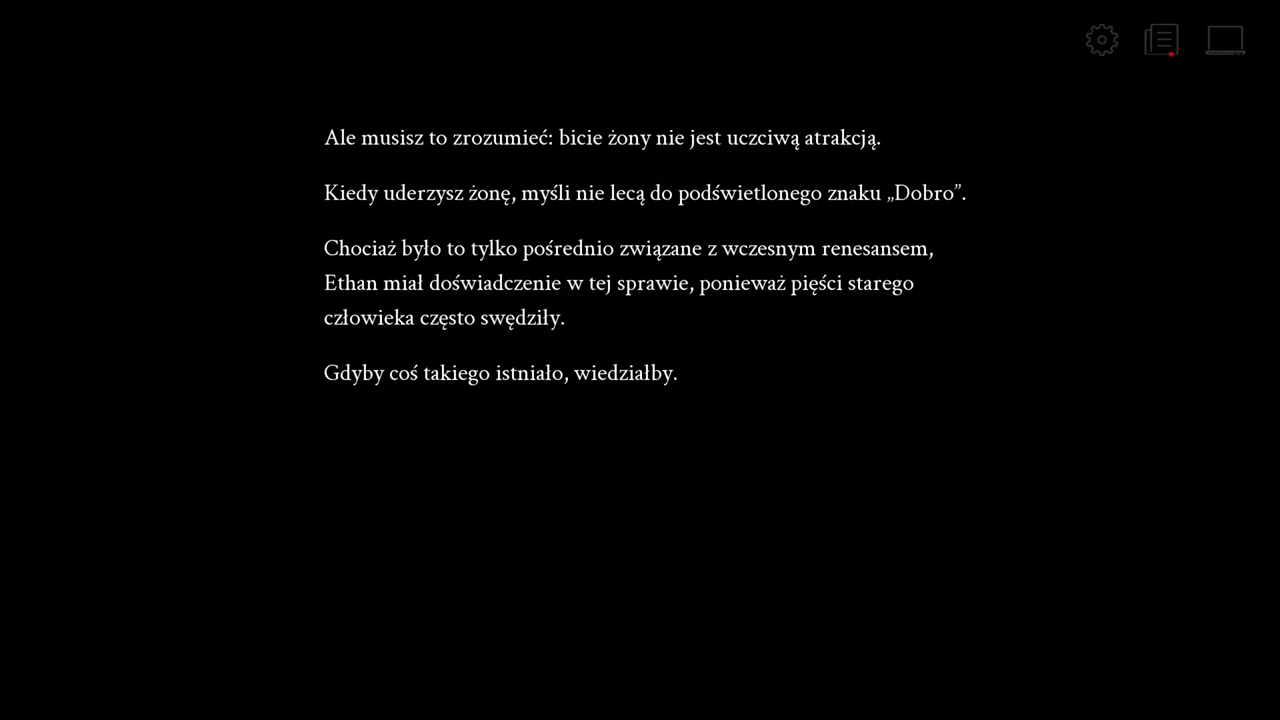 Ale musisz to zrozumieć: bicie żony nie jest uczciwą atrakcją.
Kiedy uderzysz żonę, myśli nie lecą do podświetlonego znaku „Dobro”.
Chociaż było to tylko pośrednio związane z wczesnym renesansem,
Ethan miał doświadczenie w tej sprawie, ponieważ pięści starego
człowieka często swędziły.
Gdyby coś takiego istniało, wiedziałby.